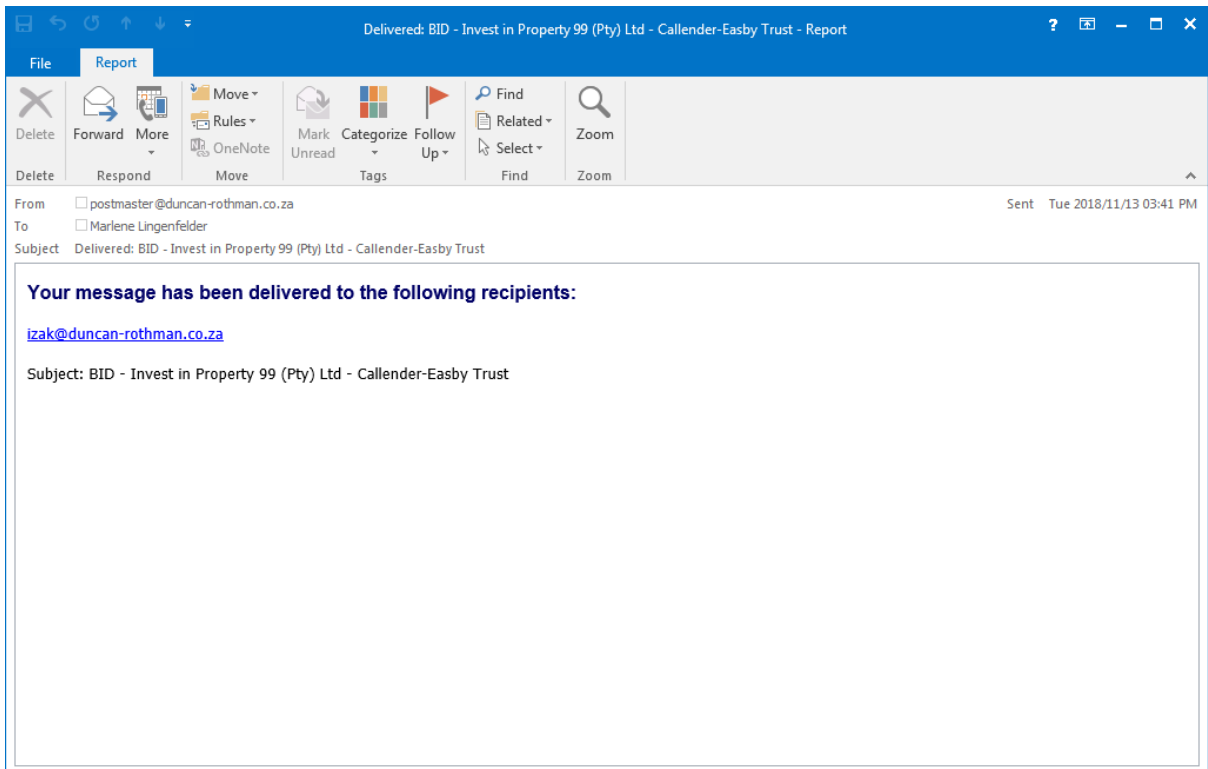 Delivered: BID - Invest in Property 99 (Pty) Ltd - Callender-Easby Trust - Report
?
File Report
Delete
Forward
More
Move
Rules
OneNote
Mark Unread
Categorize
Follow Up
Find
Related
Select
Zoom
Delete Respond Move Tags Find Zoom
From postmaster@duncan-rothman.co.za Sent Tue 2018/11/13 03:41 PM
To Marlene Lingenfelder
Subject Delivered: BID - Invest in Property 99 (Pty) Ltd - Callender-Easby Trust
Your message has been delivered to the following recipients:
izak@duncan-rothman.co.za
Subject: BID - Invest in Property 99 (Pty) Ltd - Callender-Easby Trust